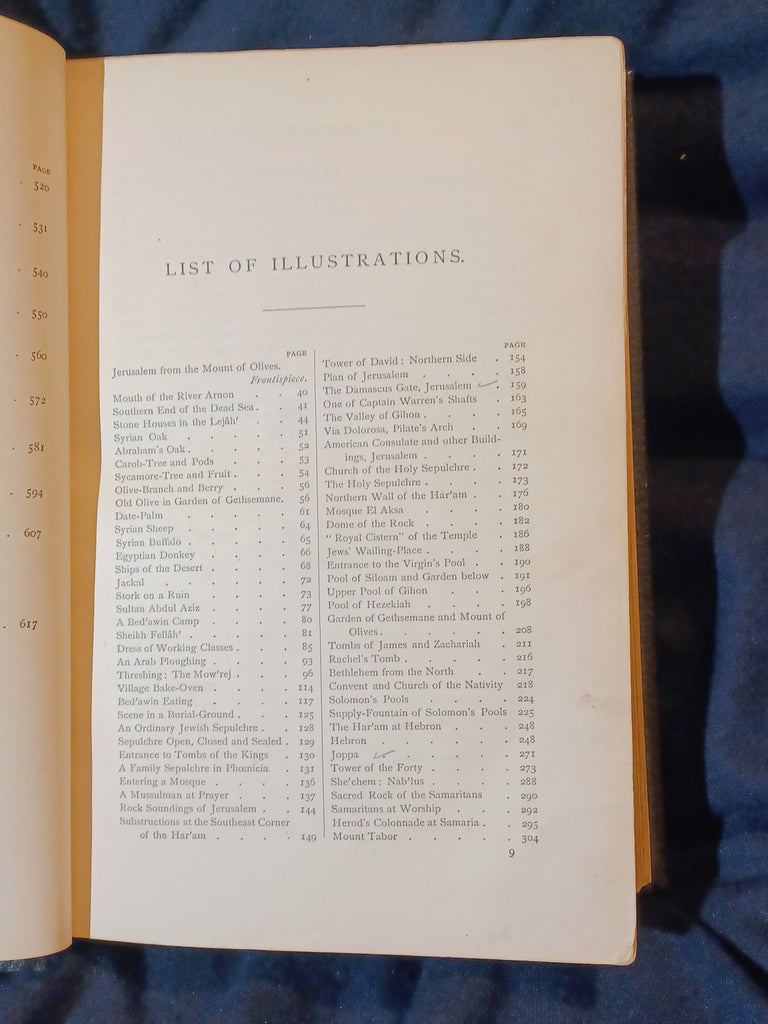 PAGE
520
531
540
550
560
572
581
594
607
617
LIST OF ILLUSTRATIONS.
PAGE
Jerusalem from the Mount of Olives,
Frontispiece.
Mouth of the River Arnon . . 40
Southern End of the Dead Sea . . 41
Stone Houses in the Lejâh' . . 44
Syrian Oak . . . . . 51
Abraham's Oak . . . . . 52
Carob-Tree and Pods . . . 53
Sycamore-Tree and Fruit . . . 54
Olive-Branch and Berry . . . 56
Old Olive in Garden of Gethsemane. 56
Date-Palm . . . . . 61
Syrian Sheep . . . . . 64
Syrian Buffalo . . . . . 65
Egyptian Donkey . . . . 66
Ships of the Desert . . . . 68
Jackal . . . . . 72
Stork on a Ruin . . . . 73
Sultan Abdul Aziz . . . . 77
A Bed'awin Camp . . . . 80
Sheikh Fellâh' . . . . 81
Dress of Working Classes . . . 85
An Arab Ploughing . . . . 93
Threshing: The Mow'rej . . . 96
Village Bake-Oven . . . . 114
Bed'awin Eating . . . . 117
Scene in a Burial-Ground . . . 125
An Ordinary Jewish Sepulchre . . 128
Sepulchre Open, Closed and Sealed . 129
Entrance to Tombs of the Kings . 130
A Family Sepulchre in Phœnicia . 131
Entering a Mosque . . . . 136
A Mussulman at Prayer . . . 137
Rock Soundings of Jerusalem . . 144
Substructions at the Southeast Corner
of the Har'am . . . . 149
PAGE
Tower of David: Northern Side . 154
Plan of Jerusalem . . . . 158
The Damascus Gate, Jerusalem . 159
One of Captain Warren's Shafts . 163
The Valley of Gihon . . . . 165
Via Dolorosa, Pilate's Arch . . 169
American Consulate and other Build-
ings, Jerusalem . . . . 171
Church of the Holy Sepulchre . . 172
The Holy Sepulchre . . . . 173
Northern Wall of the Har'am . . 176
Mosque El Aksa . . . . 180
Dome of the Rock . . . . 182
"Royal Cistern" of the Temple . 186
Jews' Wailing-Place . . . . 188
Entrance to the Virgin's Pool . . 190
Pool of Siloam and Garden below . 191
Upper Pool of Gihon . . . 196
Pool of Hezekiah . . . . 198
Garden of Gethsemane and Mount of
Olives . . . . . . 208
Tombs of James and Zachariah . 211
Rachel's Tomb . . . . . 216
Bethlehem from the North . . 217
Convent and Church of the Nativity 218
Solomon's Pools . . . . 224
Supply-Fountain of Solomon's Pools 225
The Har'am at Hebron . . . 248
Hebron . . . . . . 248
Joppa . . . . . 271
Tower of the Forty . . . . 273
She'chem: Nab'lus . . . . 288
Sacred Rock of the Samaritans . 290
Samaritans at Worship . . . 292
Herod's Colonnade at Samaria . . 295
Mount Tabor . . . . . 304
9